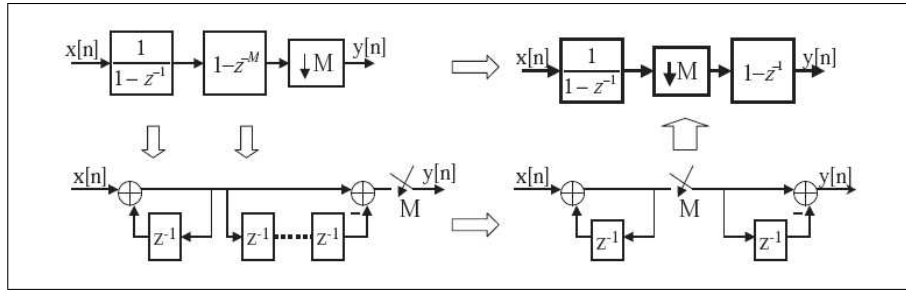 x[n] 1 / 1 – z⁻¹ 1–z⁻ᴹ ↓M y[n]
x[n] 1 / 1 – z⁻¹ ↓M 1–z⁻¹ y[n]
x[n] z⁻¹ z⁻¹ z⁻¹ – M y[n]
x[n] z⁻¹ M z⁻¹ – y[n]